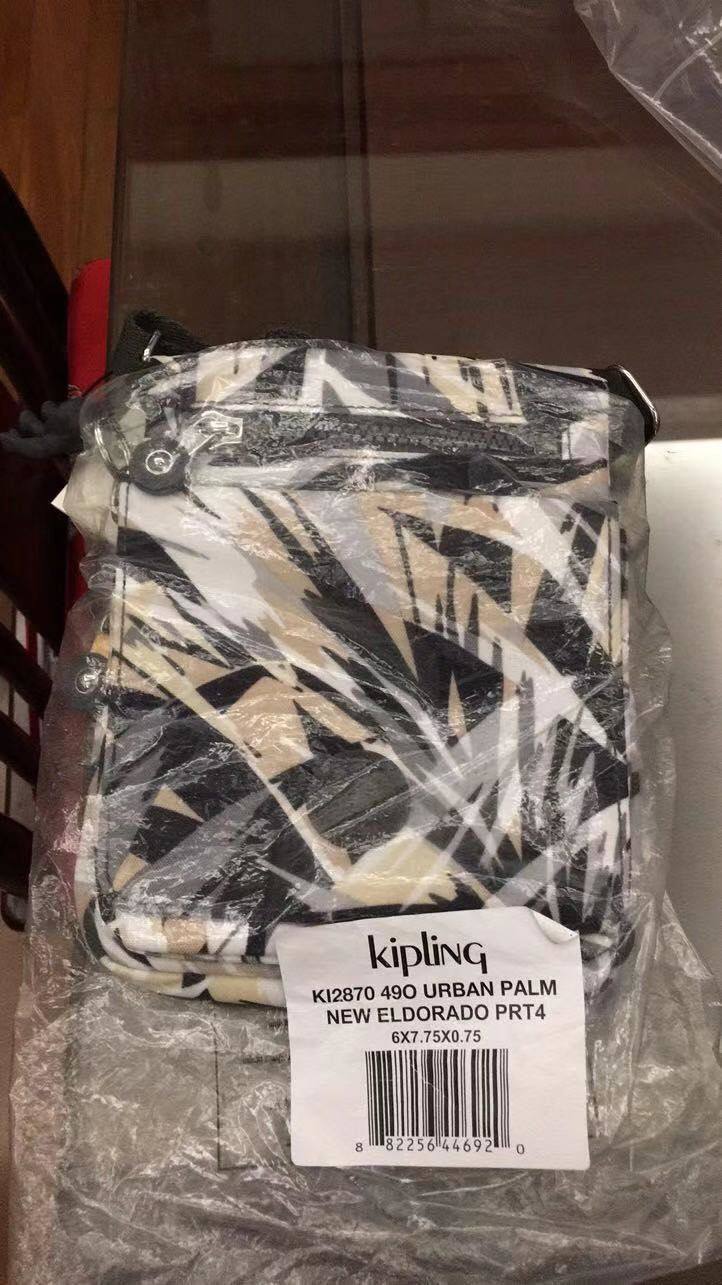 kipling
KI2870 49O URBAN PALM
NEW ELDORADO PRT4
6X7.75X0.75
8 82256 44692 0